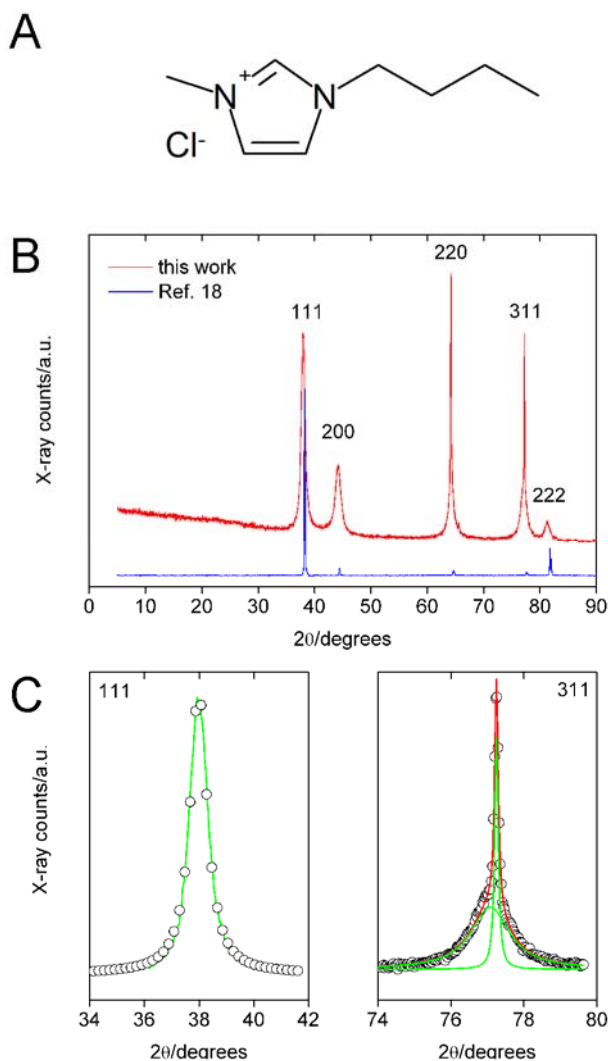 A
N
+
N
Cl-
B
this work
Ref. 18
111
200
220
311
222
X-ray counts/a.u.
0 10 20 30 40 50 60 70 80 90
2θ/degrees
C
111
311
X-ray counts/a.u.
34 36 38 40 42
74 76 78 80
2θ/degrees
2θ/degrees